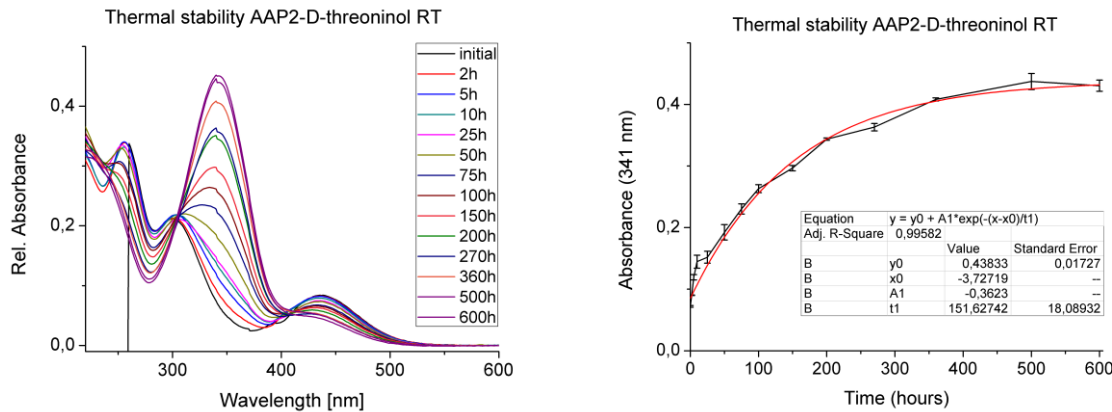 Thermal stability AAP2-D-threoninol RT
Rel. Absorbance
0,4
0,2
0,0
300
400
500
600
Wavelength [nm]
initial
2h
5h
10h
25h
50h
75h
100h
150h
200h
270h
360h
500h
600h
Thermal stability AAP2-D-threoninol RT
Absorbance (341 nm)
0,4
0,2
0,0
0 100 200 300 400 500 600
Time (hours)
Equation y = y0 + A1*exp(-(x-x0)/t1)
Adj. R-Square 0,99582
Value Standard Error
B y0 0,43833 0,01727
B x0 -3,72719 --
B A1 -0,3623 --
B t1 151,62742 18,08932